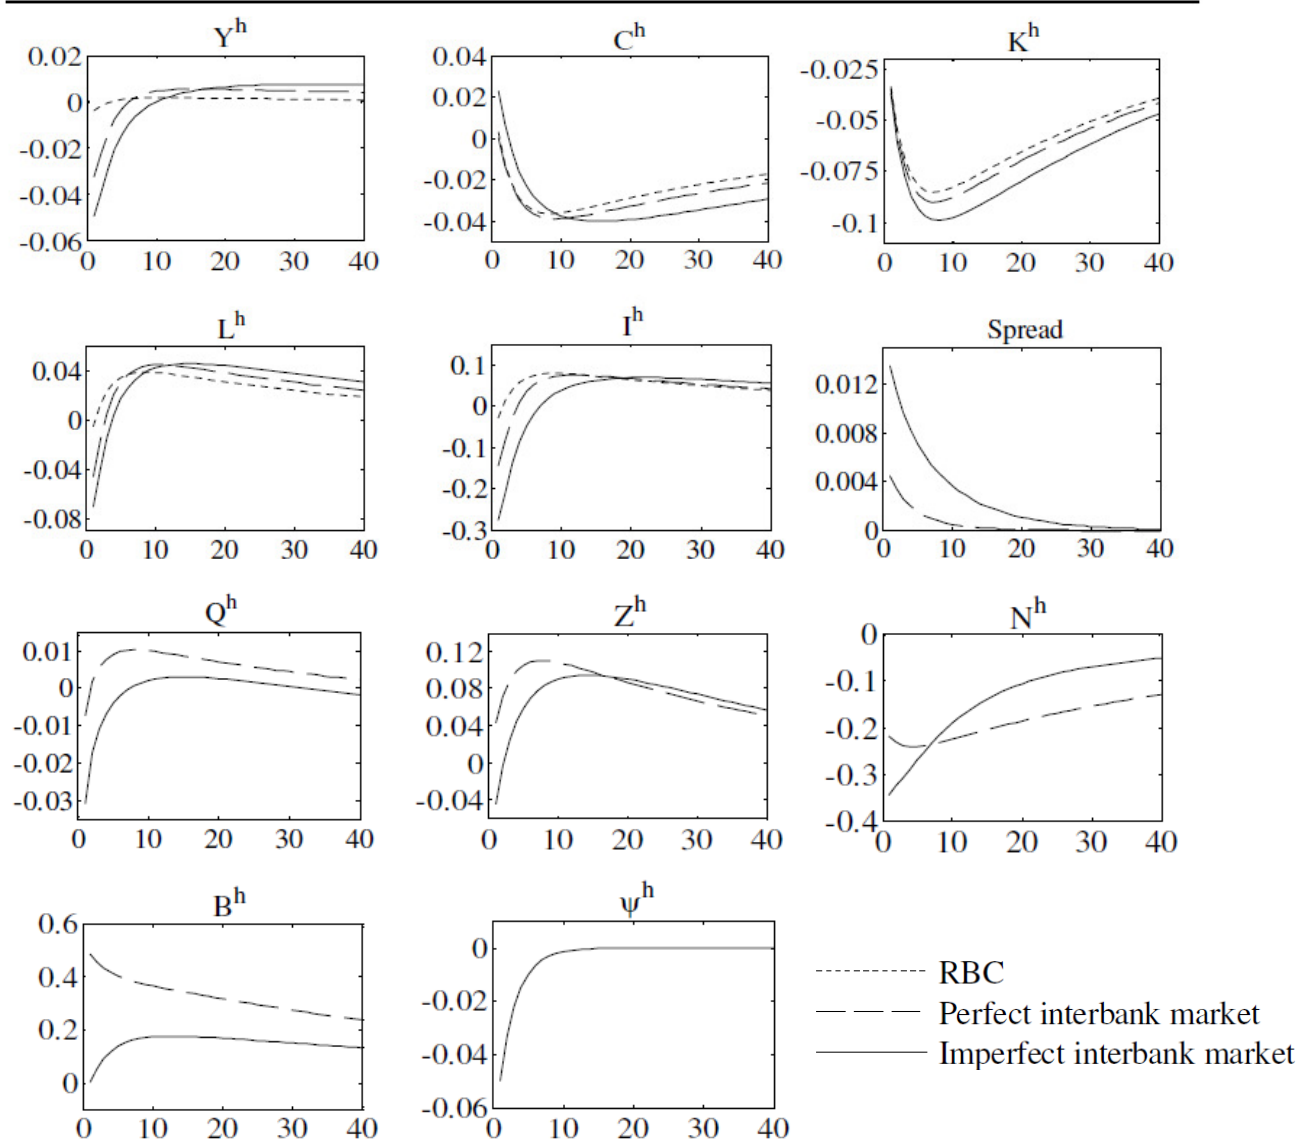 Y^h
0.02
0
-0.02
-0.04
-0.06
0 10 20 30 40
C^h
0.04
0.02
0
-0.02
-0.04
0 10 20 30 40
K^h
-0.025
-0.05
-0.075
-0.1
0 10 20 30 40
L^h
0.04
0
-0.04
-0.08
0 10 20 30 40
I^h
0.1
0
-0.1
-0.2
-0.3
0 10 20 30 40
Spread
0.012
0.008
0.004
0
0 10 20 30 40
Q^h
0.01
0
-0.01
-0.02
-0.03
0 10 20 30 40
Z^h
0.12
0.08
0.04
0
-0.04
0 10 20 30 40
N^h
0
-0.1
-0.2
-0.3
-0.4
0 10 20 30 40
B^h
0.6
0.4
0.2
0
0 10 20 30 40
ψ^h
0
-0.02
-0.04
-0.06
0 10 20 30 40
RBC
Perfect interbank market
Imperfect interbank market